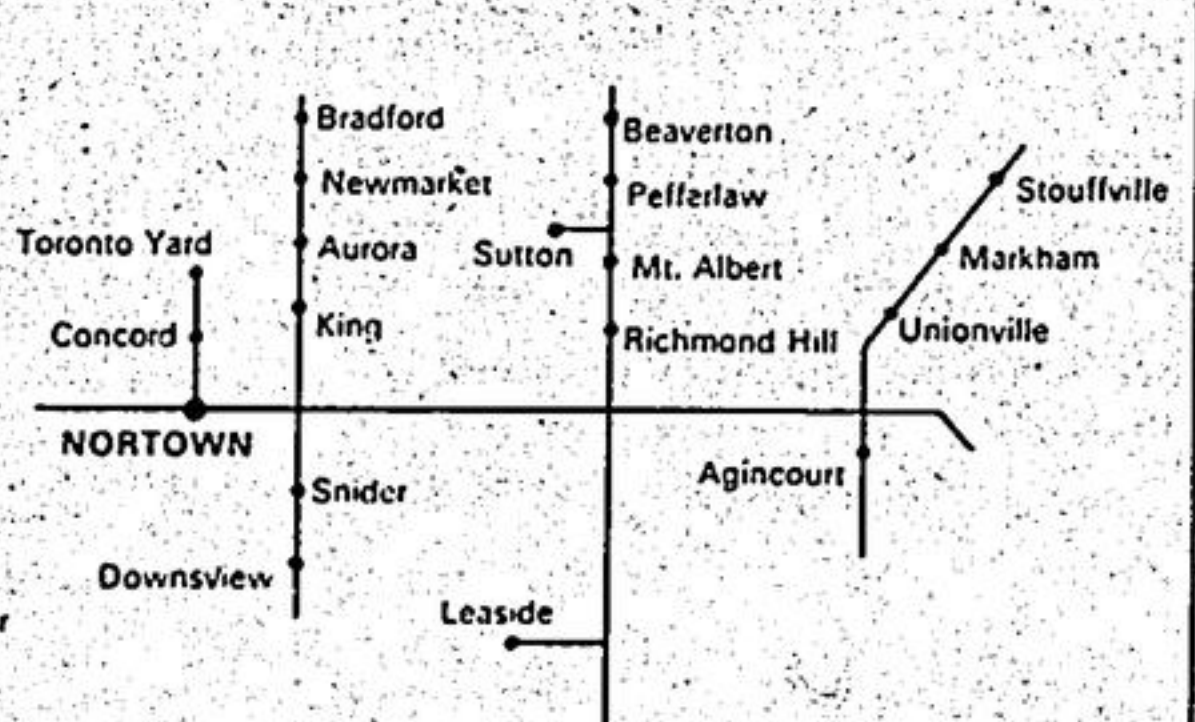 Bradford
Beaverton
Newmarket
Pefferlaw
Stouffville
Toronto Yard
Aurora
Sutton
Mt. Albert
Markham
Concord
King
Richmond Hill
Unionville
NORTOWN
Agincourt
Snider
Downsview
Leaside
r